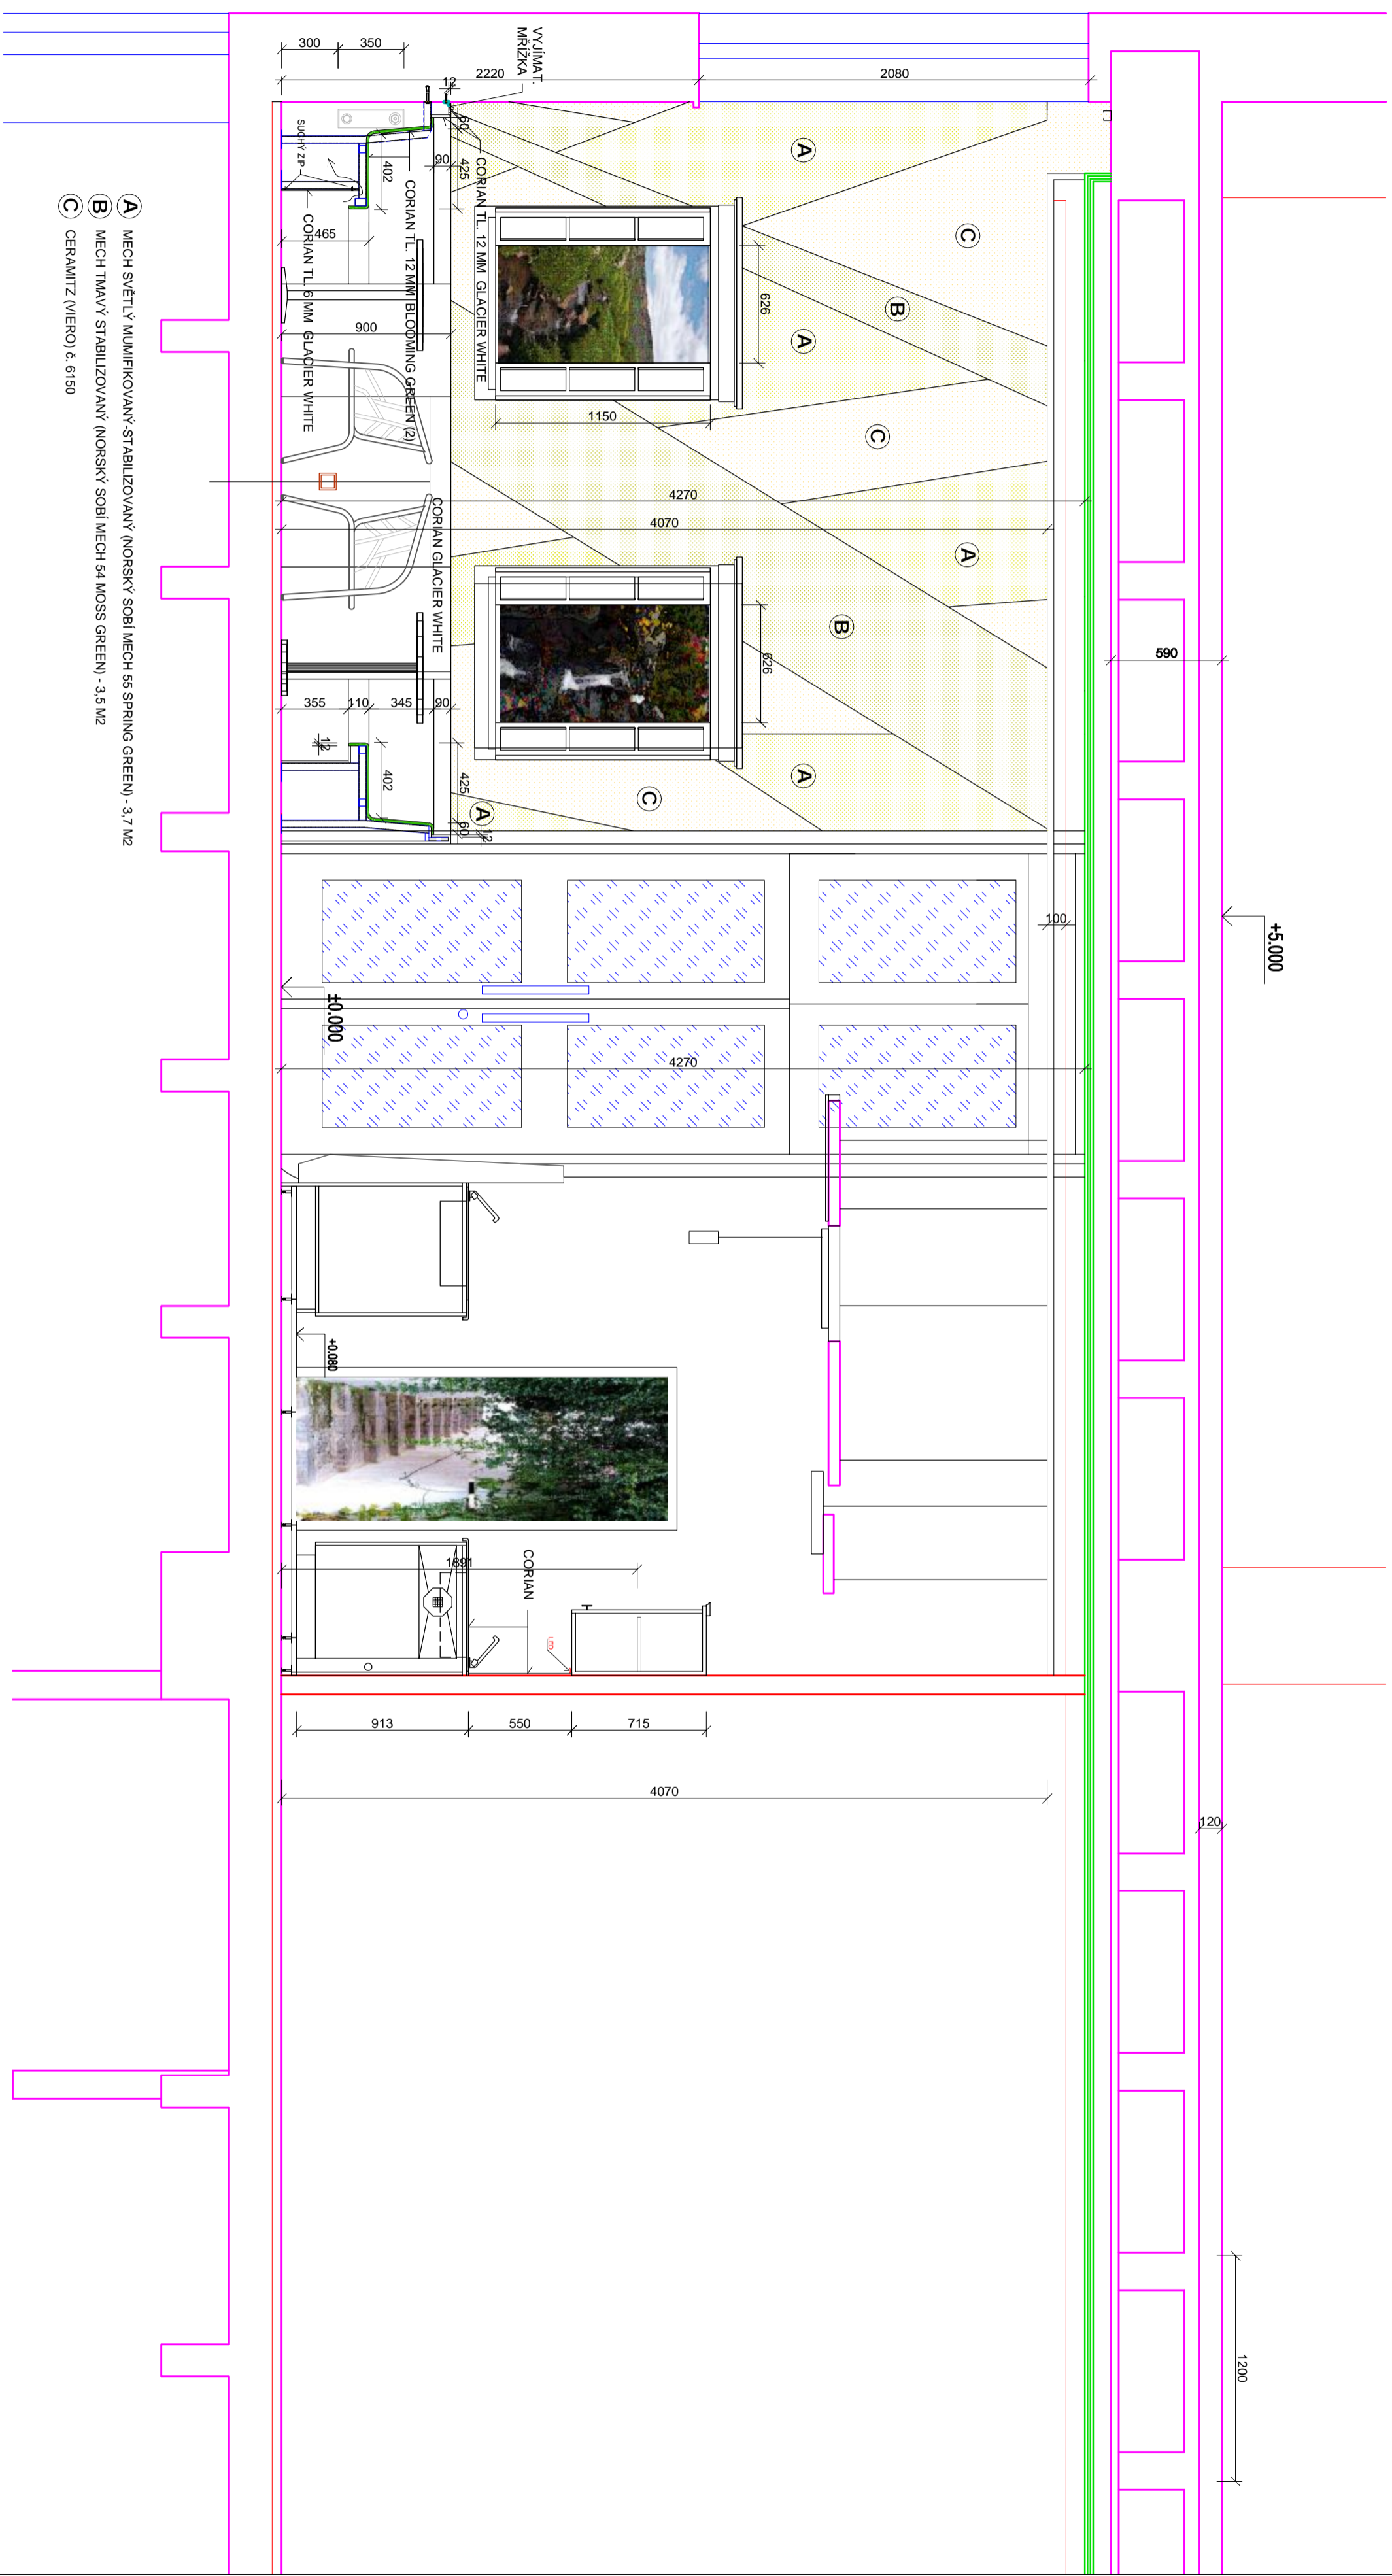 +5.000
590
120
1200
2080
2220
300
350
VYJÍMAT.
MŘÍŽKA
12
60
425
90
402
465
SUCHÝ ZIP
CORIAN TL. 12 MM GLACIER WHITE
CORIAN TL. 12 MM BLOOMING GREEN (2)
CORIAN TL. 6 MM GLACIER WHITE
CORIAN GLACIER WHITE
900
A
C
B
A
C
A
B
A
C
A
626
1150
626
4270
4070
355
110
345
90
12
402
425
60
12
100
±0.000
4270
+0.080
1891
CORIAN
LED
913
550
715
4070
A MECH SVĚTLÝ MUMIFIKOVANÝ-STABILIZOVANÝ (NORSKÝ SOBÍ MECH 55 SPRING GREEN) - 3,7 M2
B MECH TMAVÝ STABILIZOVANÝ (NORSKÝ SOBÍ MECH 54 MOSS GREEN) - 3,5 M2
C CERAMITZ (VIERO) č. 6150